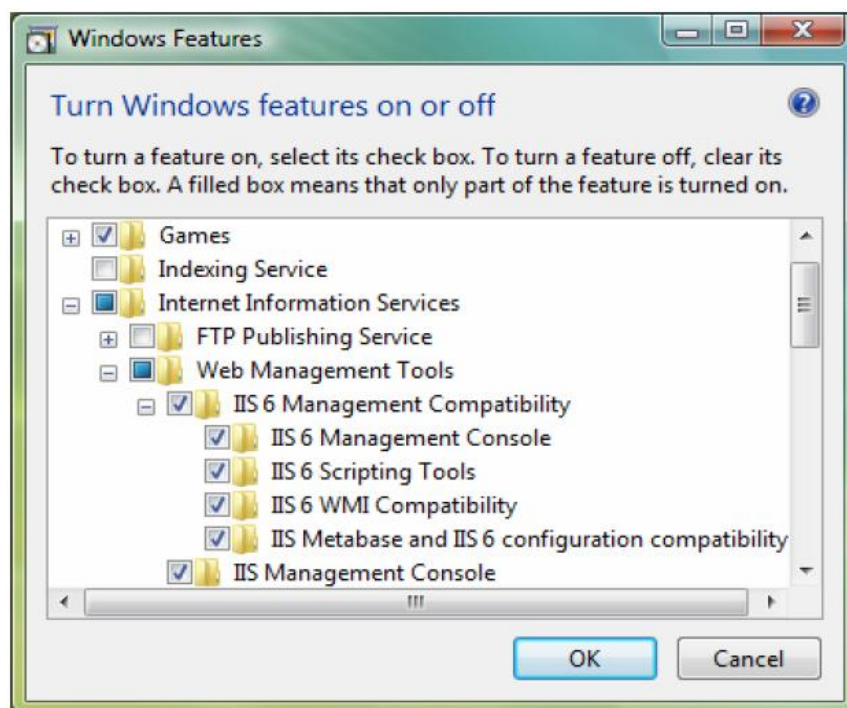 Windows Features
Turn Windows features on or off
To turn a feature on, select its check box. To turn a feature off, clear its
check box. A filled box means that only part of the feature is turned on.
Games
Indexing Service
Internet Information Services
FTP Publishing Service
Web Management Tools
IIS 6 Management Compatibility
IIS 6 Management Console
IIS 6 Scripting Tools
IIS 6 WMI Compatibility
IIS Metabase and IIS 6 configuration compatibility
IIS Management Console
OK Cancel